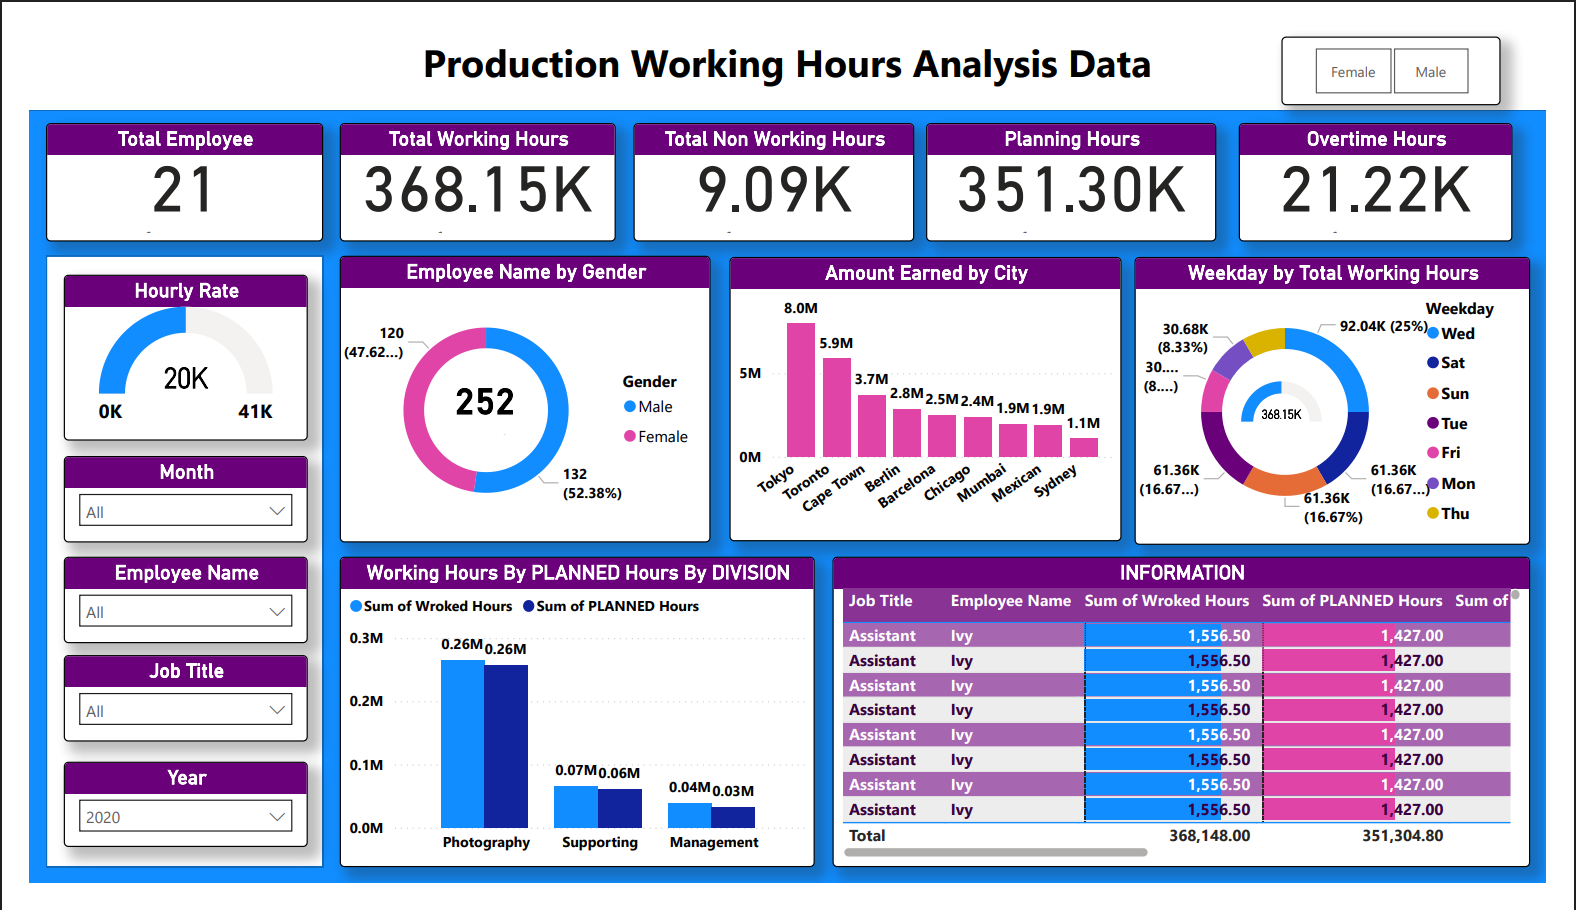 Production Working Hours Analysis Data
Female
Male
Total Employee
21
-
Total Working Hours
368.15K
-
Total Non Working Hours
9.09K
-
Planning Hours
351.30K
-
Overtime Hours
21.22K
-
Hourly Rate
20K
0K
41K
Month
All
Employee Name
All
Job Title
All
Year
2020
Employee Name by Gender
120
(47.62...)
252
132
(52.38%)
Gender
Male
Female
Amount Earned by City
5M
0M
8.0M
5.9M
3.7M
2.8M
2.5M
2.4M
1.9M
1.9M
1.1M
Tokyo
Toronto
Cape Town
Berlin
Barcelona
Chicago
Mumbai
Mexican
Sydney
Weekday by Total Working Hours
92.04K (25%)
30.68K
(8.33%)
30....
(8....)
368.15K
61.36K
(16.67...)
61.36K
(16.67%)
61.36K
(16.67...)
Weekday
Wed
Sat
Sun
Tue
Fri
Mon
Thu
Working Hours By PLANNED Hours By DIVISION
Sum of Wroked Hours
Sum of PLANNED Hours
0.3M
0.2M
0.1M
0.0M
0.26M
0.26M
0.07M
0.06M
0.04M
0.03M
Photography
Supporting
Management
INFORMATION
Job Title Employee Name Sum of Wroked Hours Sum of PLANNED Hours Sum of
Assistant Ivy 1,556.50 1,427.00
Assistant Ivy 1,556.50 1,427.00
Assistant Ivy 1,556.50 1,427.00
Assistant Ivy 1,556.50 1,427.00
Assistant Ivy 1,556.50 1,427.00
Assistant Ivy 1,556.50 1,427.00
Assistant Ivy 1,556.50 1,427.00
Assistant Ivy 1,556.50 1,427.00
Total 368,148.00 351,304.80